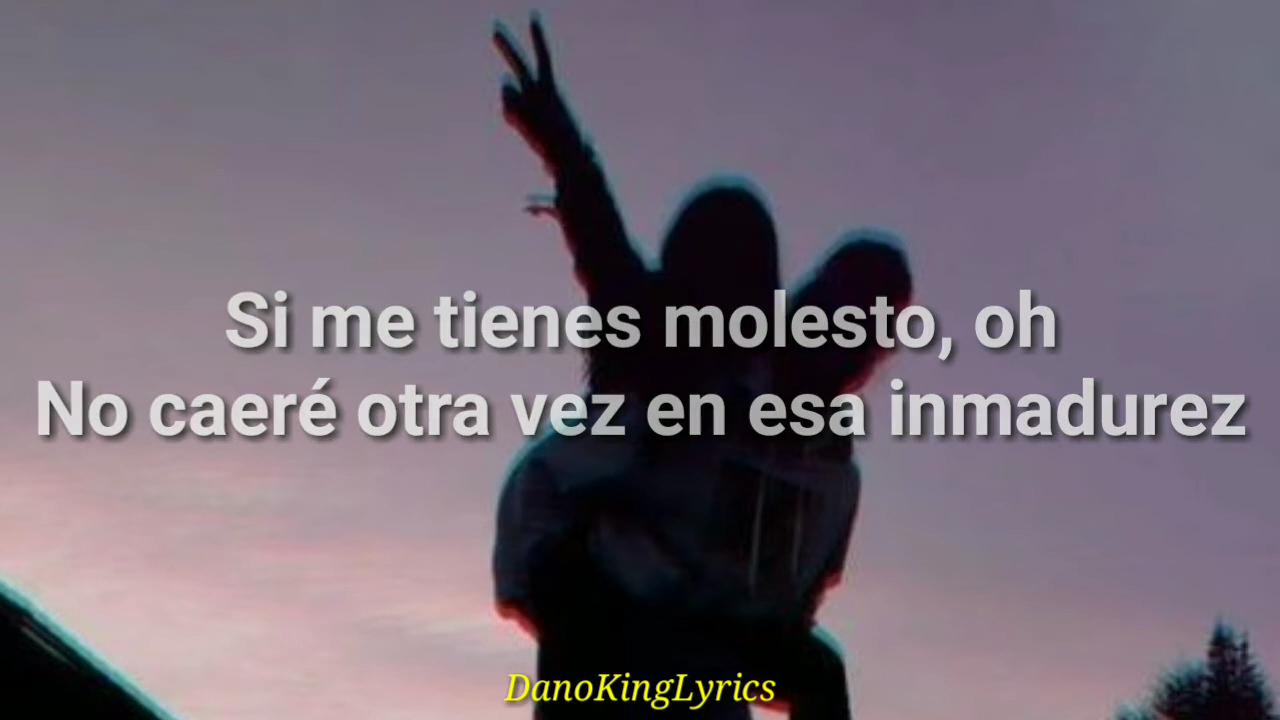 Si me tienes molesto, oh
No caeré otra vez en esa inmadurez
DanoKingLyrics